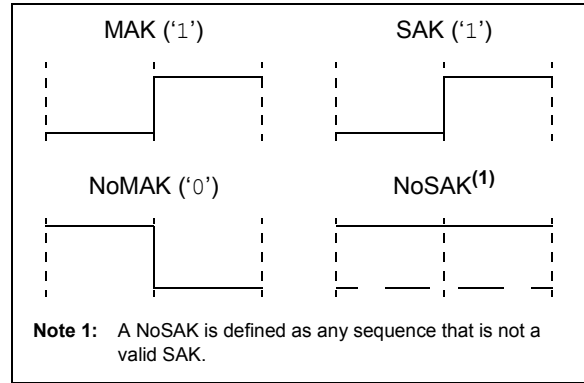 MAK (‘1’)
SAK (‘1’)
NoMAK (‘0’)
NoSAK(1)
Note 1: A NoSAK is defined as any sequence that is not a
valid SAK.